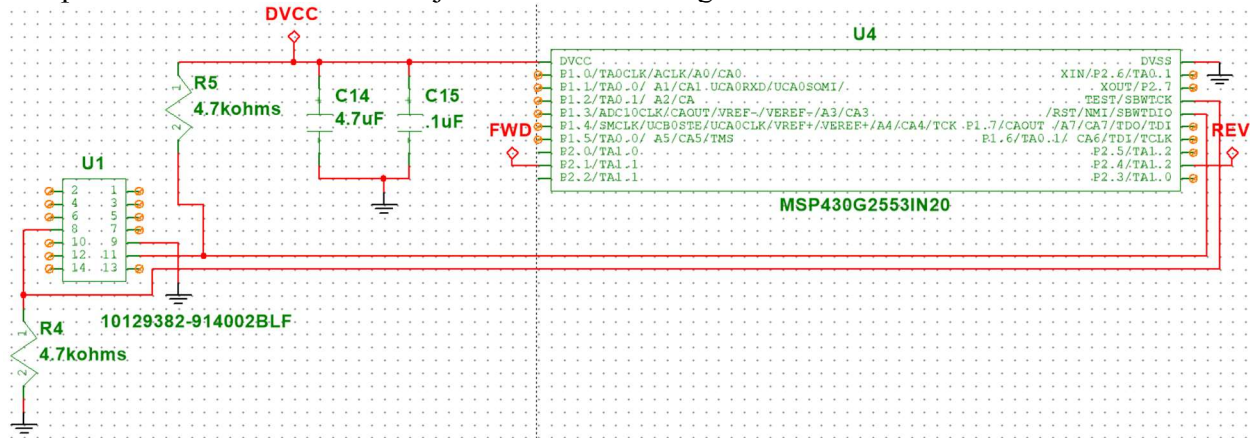 DVCC
U4
DVCC
P1.0/TA0CLK/ACLK/A0/CA0.
P1.1/TA0.0/ A1/CA1.UCA0RXD/UCA0SOMI/
P1.2/TA0.1/ A2/CA
P1.3/ADC10CLK/CAOUT/VREF-/VEREF-/A3/CA3
P1.4/SMCLK/UCB0STE/UCA0CLK/VREF+/VEREF+/A4/CA4/TCK
P1.5/TA0.0/ A5/CA5/TMS
P2.0/TA1.0
P2.1/TA1.1
P2.2/TA1.1
DVSS
XIN/P2.6/TA0.1
XOUT/P2.7
TEST/SBWTCK
/RST/NMI/SBWTDIO
P1.7/CAOUT /A7/CA7/TDO/TDI
P1.6/TA0.1/ CA6/TDI/TCLK
P2.5/TA1.2
P2.4/TA1.2
P2.3/TA1.0
FWD
REV
MSP430G2553IN20
R5
4.7kohms
1
2
C14
4.7uF
C15
.1uF
U1
2 1
4 3
6 5
8 7
10 9
12 11
14 13
10129382-914002BLF
R4
4.7kohms
1
2